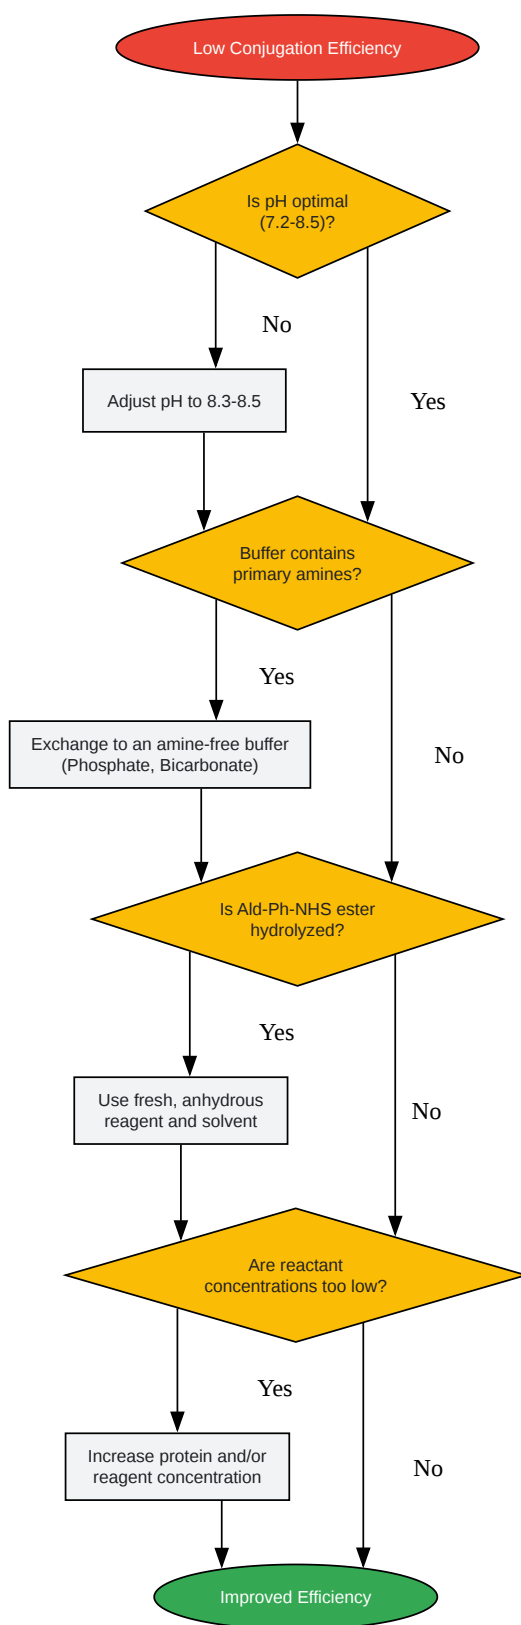 Low Conjugation Efficiency
Is pH optimal
(7.2-8.5)?
No
Adjust pH to 8.3-8.5
Yes
Buffer contains
primary amines?
Yes
Exchange to an amine-free buffer
(Phosphate, Bicarbonate)
No
Is Ald-Ph-NHS ester
hydrolyzed?
Yes
Use fresh, anhydrous
reagent and solvent
No
Are reactant
concentrations too low?
Yes
Increase protein and/or
reagent concentration
No
Improved Efficiency